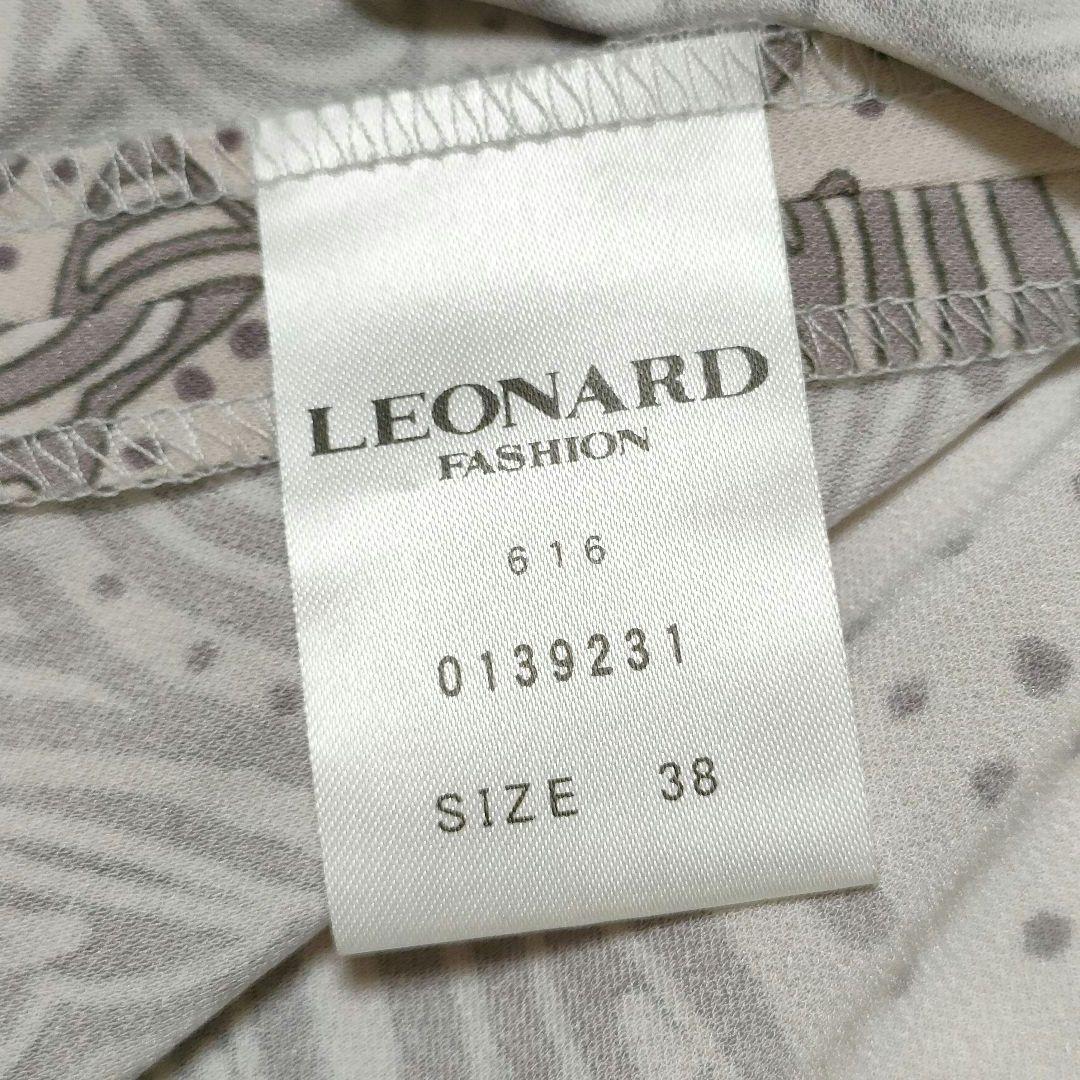 LEONARD
FASHION
616
0139231
SIZE 38